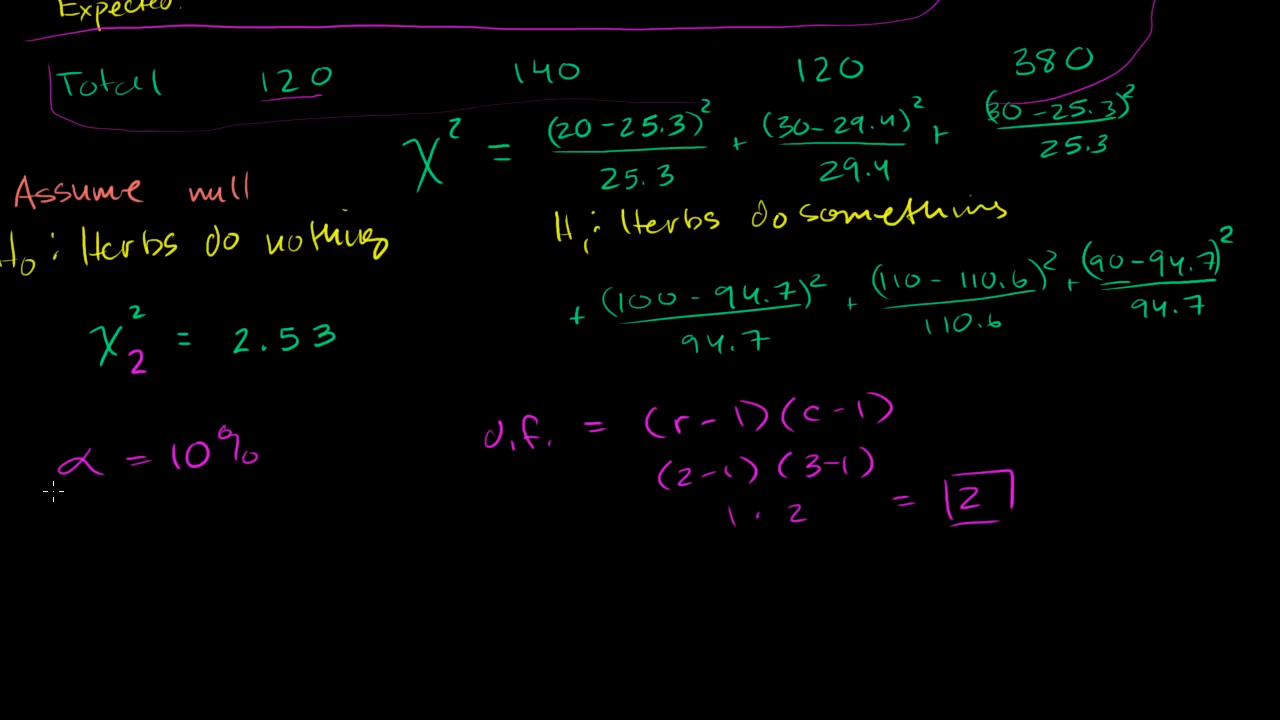 Expected:
Total 120 140 120 380
χ² = (20-25.3)²/25.3 + (30-29.4)²/29.4 + (30-25.3)²/25.3
Assume null
H₀: Herbs do nothing
H₁: Herbs do something
+ (100-94.7)²/94.7 + (110-110.6)²/110.6 + (90-94.7)²/94.7
χ²₂ = 2.53
α = 10%
d.f. = (r-1)(c-1)
(2-1)(3-1)
1·2 = 2